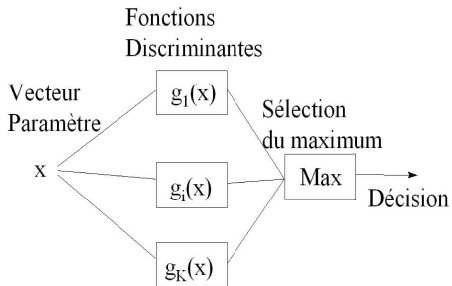 Fonctions
Discriminantes
g1(x)
Vecteur
Paramètre
x
Sélection
du maximum
gi(x)
Max
Décision
gK(x)